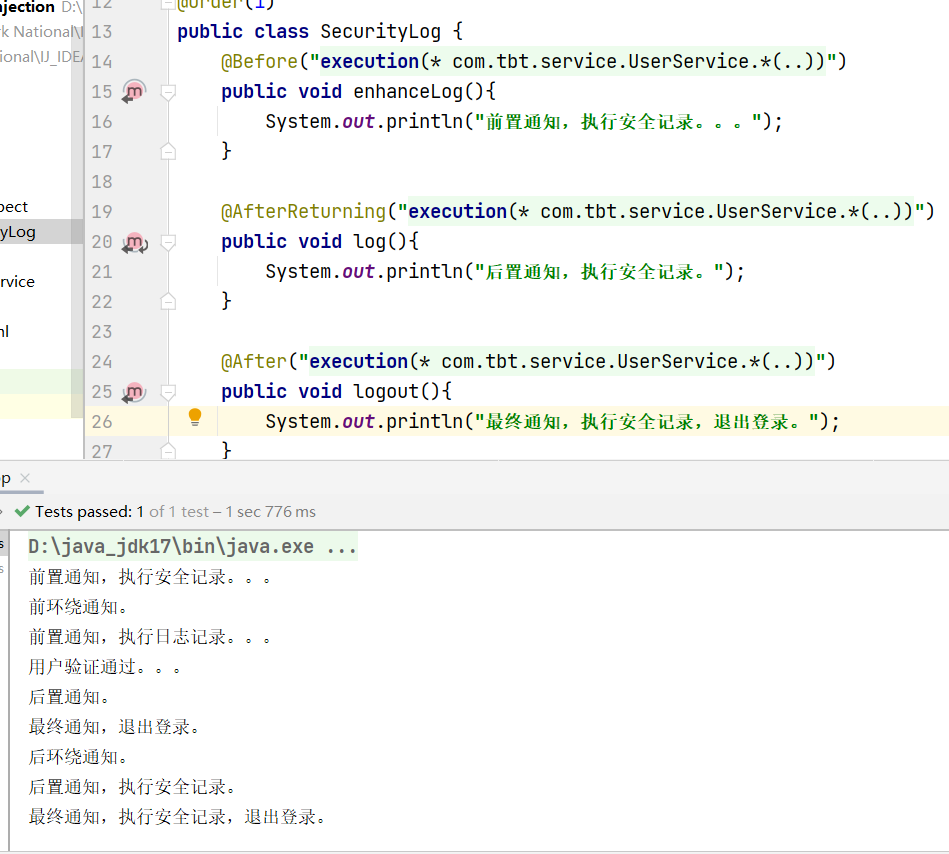 njection D:\
rk National\I
ional\IJ_IDEA
pect
yLog
rvice
nl
12 @Order(1)
13 public class SecurityLog {
14 @Before("execution(* com.tbt.service.UserService.*(..))")
15 public void enhanceLog(){
16 System.out.println("前置通知，执行安全记录。。。");
17 }
18
19 @AfterReturning("execution(* com.tbt.service.UserService.*(..))")
20 public void log(){
21 System.out.println("后置通知，执行安全记录。");
22 }
23
24 @After("execution(* com.tbt.service.UserService.*(..))")
25 public void logout(){
26 System.out.println("最终通知，执行安全记录，退出登录。");
27 }
p ×
Tests passed: 1 of 1 test – 1 sec 776 ms
D:\java_jdk17\bin\java.exe ...
前置通知，执行安全记录。。。
前环绕通知。
前置通知，执行日志记录。。。
用户验证通过。。。
后置通知。
最终通知，退出登录。
后环绕通知。
后置通知，执行安全记录。
最终通知，执行安全记录，退出登录。